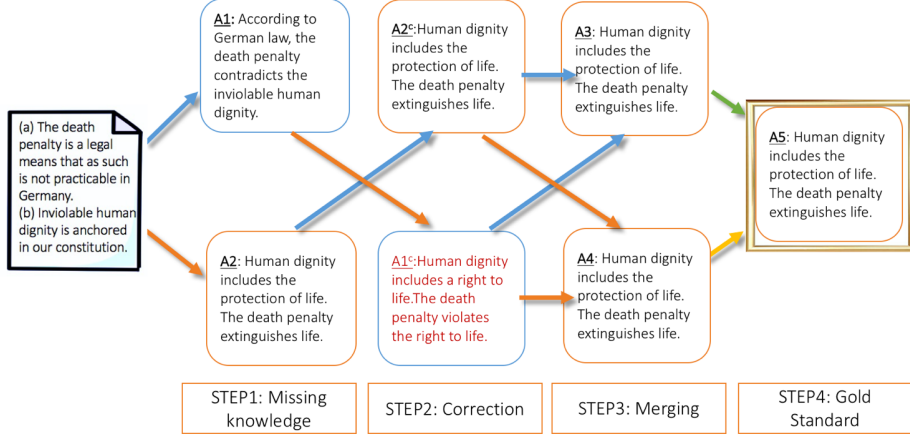 (a) The death
penalty is a legal
means that as such
is not practicable in
Germany.
(b) Inviolable human
dignity is anchored
in our constitution.
A1: According to
German law, the
death penalty
contradicts the
inviolable human
dignity.
A2: Human dignity
includes the
protection of life.
The death penalty
extinguishes life.
A2ᶜ:Human dignity
includes the
protection of life.
The death penalty
extinguishes life.
A1ᶜ:Human dignity
includes a right to
life.The death
penalty violates
the right to life.
A3: Human dignity
includes the
protection of life.
The death penalty
extinguishes life.
A4: Human dignity
includes the
protection of life.
The death penalty
extinguishes life.
A5: Human dignity
includes the
protection of life.
The death penalty
extinguishes life.
STEP1: Missing
knowledge
STEP2: Correction
STEP3: Merging
STEP4: Gold
Standard